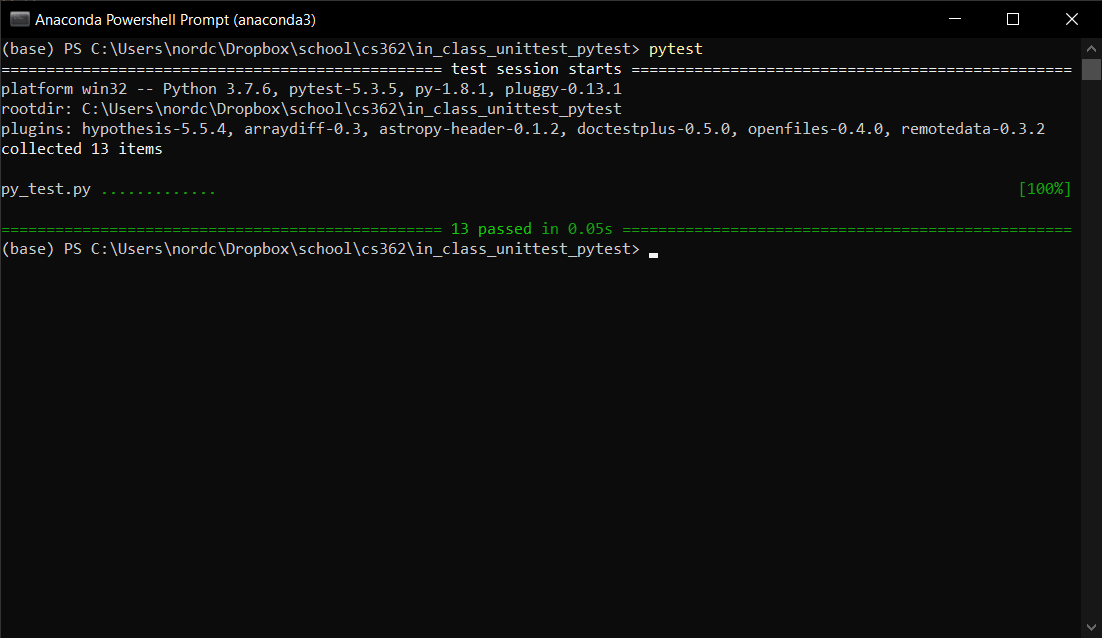 Anaconda Powershell Prompt (anaconda3)
(base) PS C:\Users\nordc\Dropbox\school\cs362\in_class_unittest_pytest> pytest
================================================= test session starts =================================================
platform win32 -- Python 3.7.6, pytest-5.3.5, py-1.8.1, pluggy-0.13.1
rootdir: C:\Users\nordc\Dropbox\school\cs362\in_class_unittest_pytest
plugins: hypothesis-5.5.4, arraydiff-0.3, astropy-header-0.1.2, doctestplus-0.5.0, openfiles-0.4.0, remotedata-0.3.2
collected 13 items
py_test.py ............. [100%]
================================================= 13 passed in 0.05s ==================================================
(base) PS C:\Users\nordc\Dropbox\school\cs362\in_class_unittest_pytest>